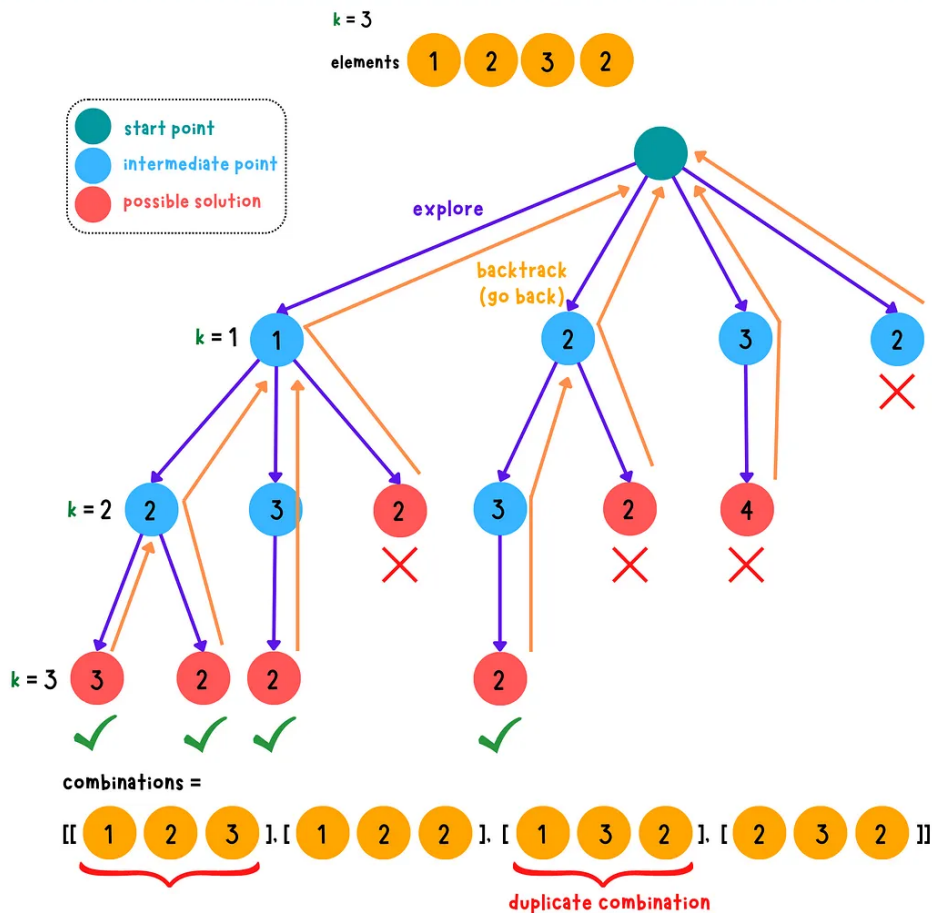 k = 3
elements 1 2 3 2
start point
intermediate point
possible solution
explore
backtrack
(go back)
k = 1 1 2 3 2
k = 2 2 3 2 3 2 4
k = 3 3 2 2 2
combinations =
[[ 1 2 3 ], [ 1 2 2 ], [ 1 3 2 ], [ 2 3 2 ]]
duplicate combination